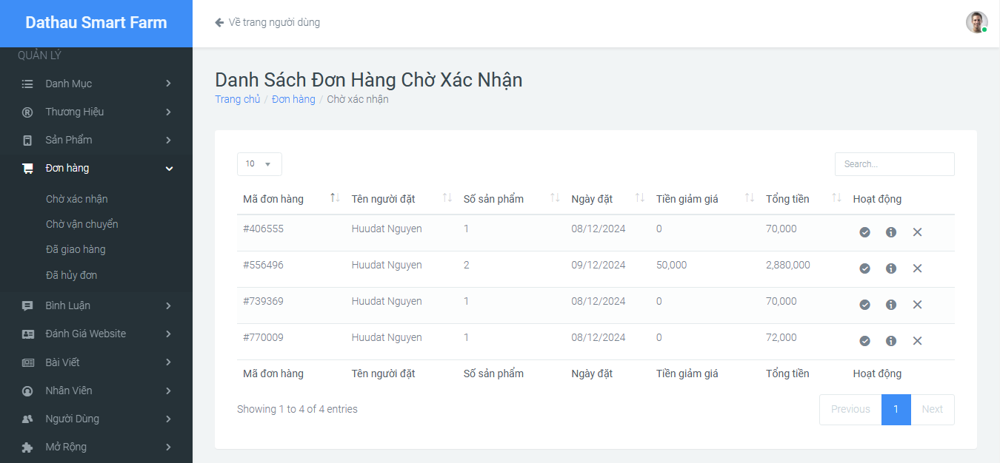 Dathau Smart Farm
Về trang người dùng
QUẢN LÝ
Danh Mục
Thương Hiệu
Sản Phẩm
Đơn hàng
Chờ xác nhận
Chờ vận chuyển
Đã giao hàng
Đã hủy đơn
Bình Luận
Đánh Giá Website
Bài Viết
Nhân Viên
Người Dùng
Mở Rộng
Danh Sách Đơn Hàng Chờ Xác Nhận
Trang chủ / Đơn hàng / Chờ xác nhận
10 Search...
Mã đơn hàng Tên người đặt Số sản phẩm Ngày đặt Tiền giảm giá Tổng tiền Hoạt động
#406555 Huudat Nguyen 1 08/12/2024 0 70,000
#556496 Huudat Nguyen 2 09/12/2024 50,000 2,880,000
#739369 Huudat Nguyen 1 08/12/2024 0 70,000
#770009 Huudat Nguyen 1 08/12/2024 0 72,000
Mã đơn hàng Tên người đặt Số sản phẩm Ngày đặt Tiền giảm giá Tổng tiền Hoạt động
Showing 1 to 4 of 4 entries Previous 1 Next